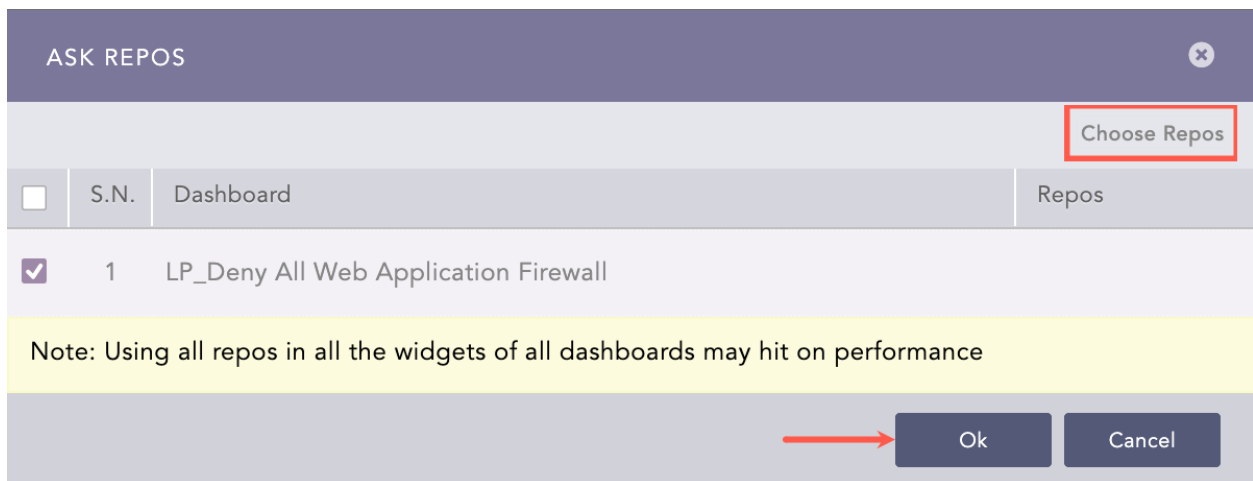 ASK REPOS
Choose Repos
S.N. Dashboard Repos
1 LP_Deny All Web Application Firewall
Note: Using all repos in all the widgets of all dashboards may hit on performance
Ok Cancel